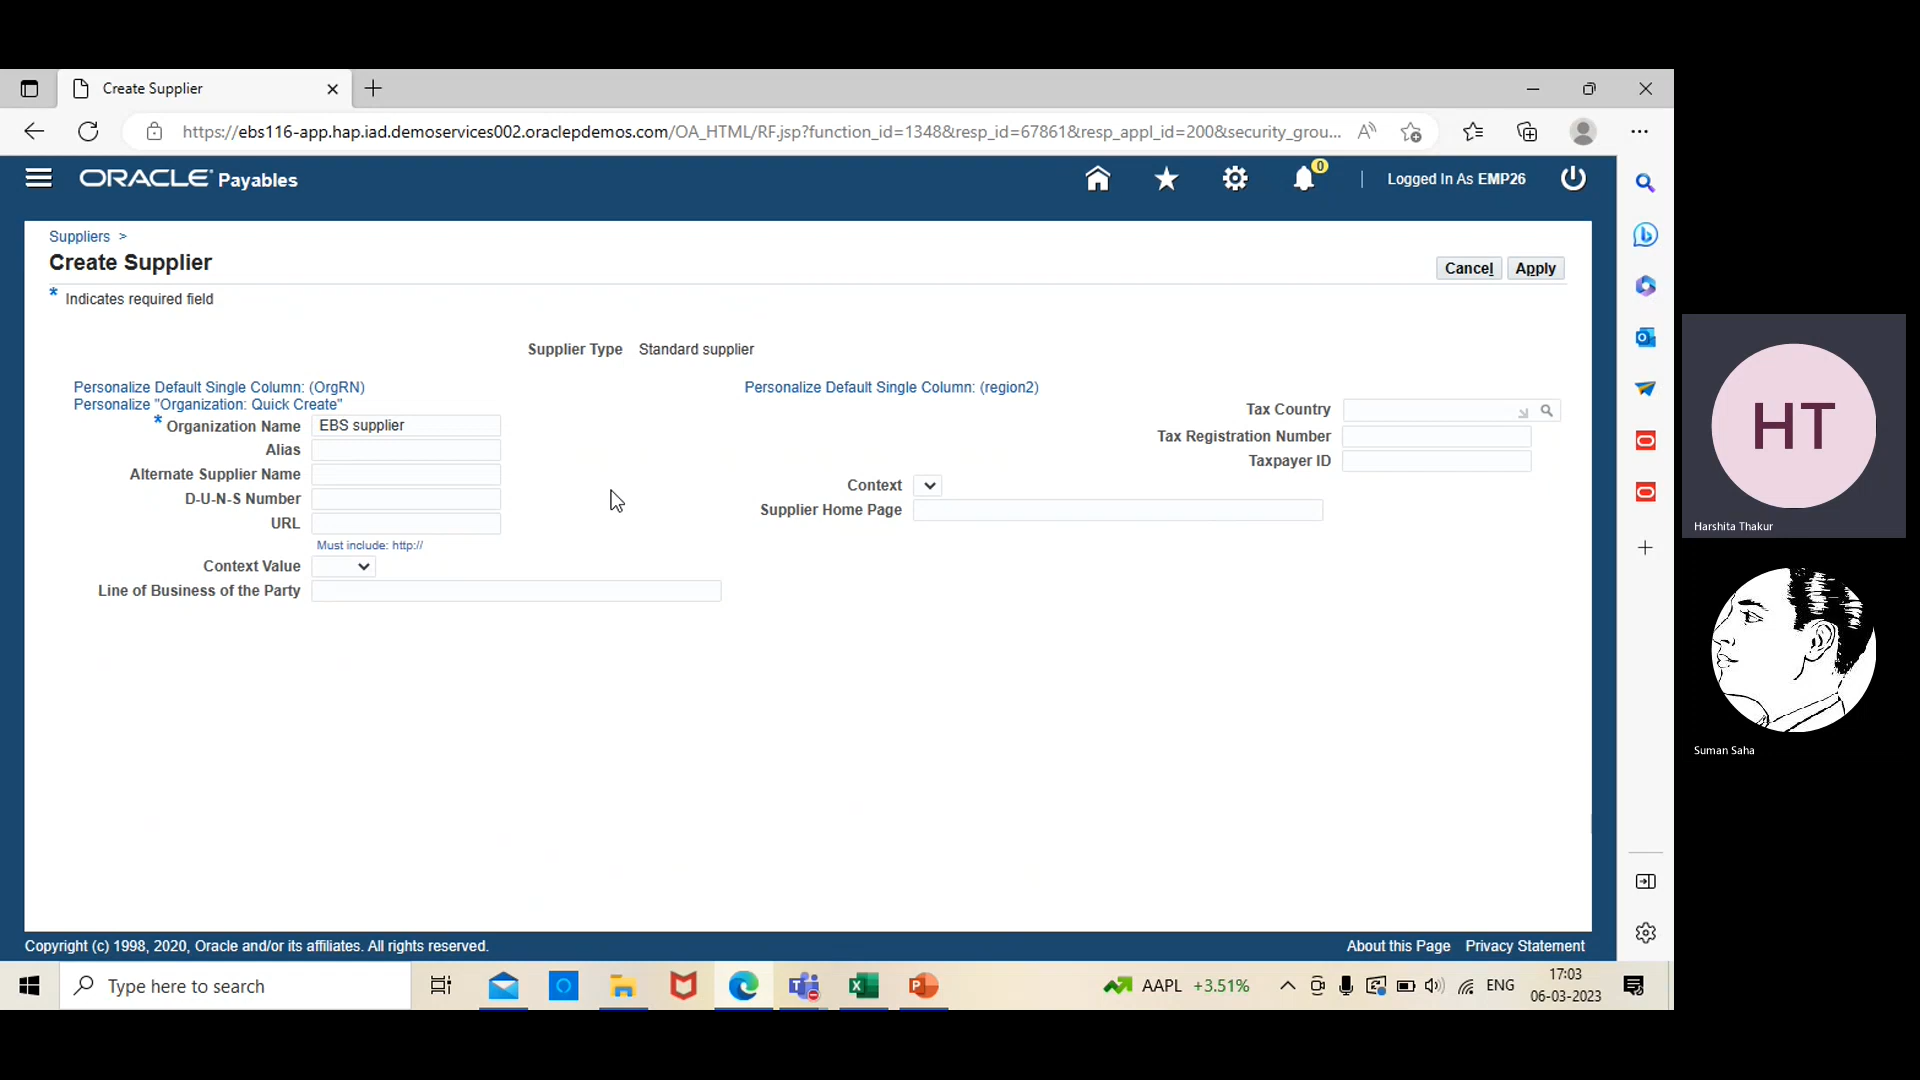 Create Supplier
https://ebs116-app.hap.iad.demoservices002.oraclepdemos.com/OA_HTML/RF.jsp?function_id=1348&resp_id=67861&resp_appl_id=200&security_grou...
ORACLE Payables
0
Logged In As EMP26
Suppliers >
Create Supplier
Cancel
Apply
* Indicates required field
Supplier Type Standard supplier
Personalize Default Single Column: (OrgRN)
Personalize "Organization: Quick Create"
* Organization Name EBS supplier
Alias
Alternate Supplier Name
D-U-N-S Number
URL
Must include: http://
Context Value
Line of Business of the Party
Personalize Default Single Column: (region2)
Tax Country
Tax Registration Number
Taxpayer ID
Context
Supplier Home Page
Copyright (c) 1998, 2020, Oracle and/or its affiliates. All rights reserved.
About this Page Privacy Statement
Type here to search
AAPL +3.51%
ENG
17:03
06-03-2023
HT
Harshita Thakur
Suman Saha